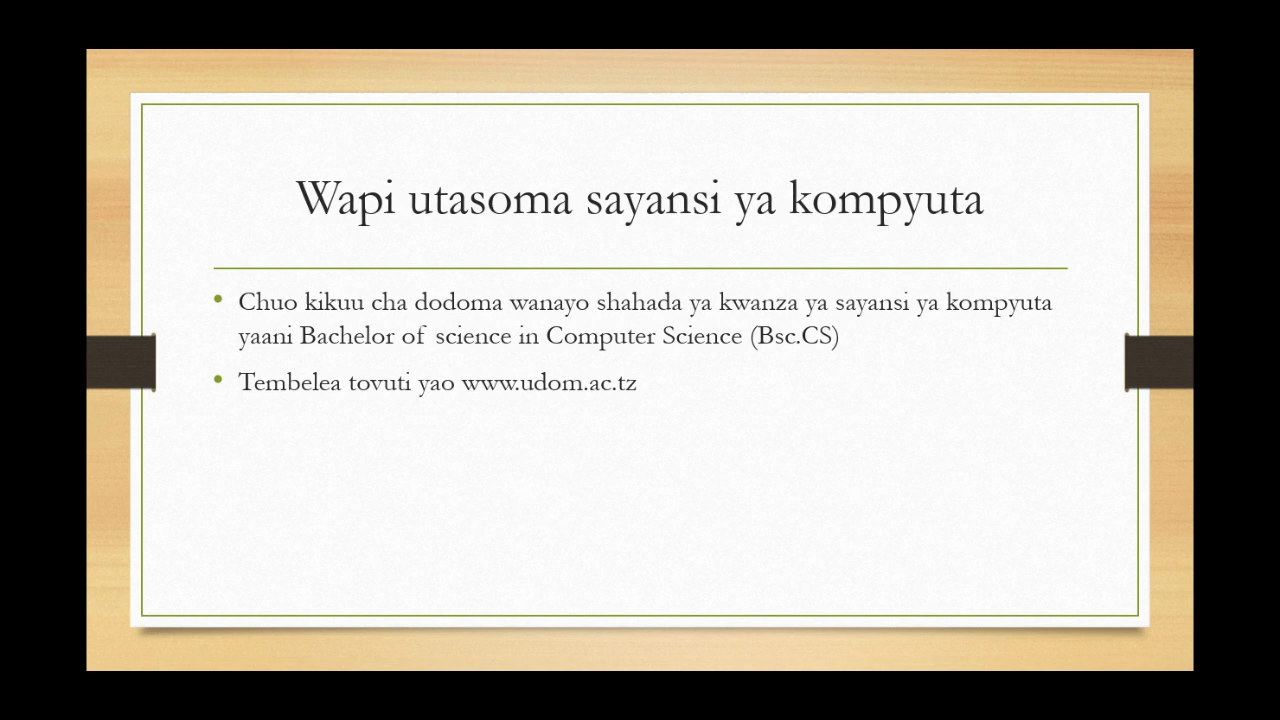 Wapi utasoma sayansi ya kompyuta
Chuo kikuu cha dodoma wanayo shahada ya kwanza ya sayansi ya kompyuta
yaani Bachelor of science in Computer Science (Bsc.CS)
Tembelea tovuti yao www.udom.ac.tz